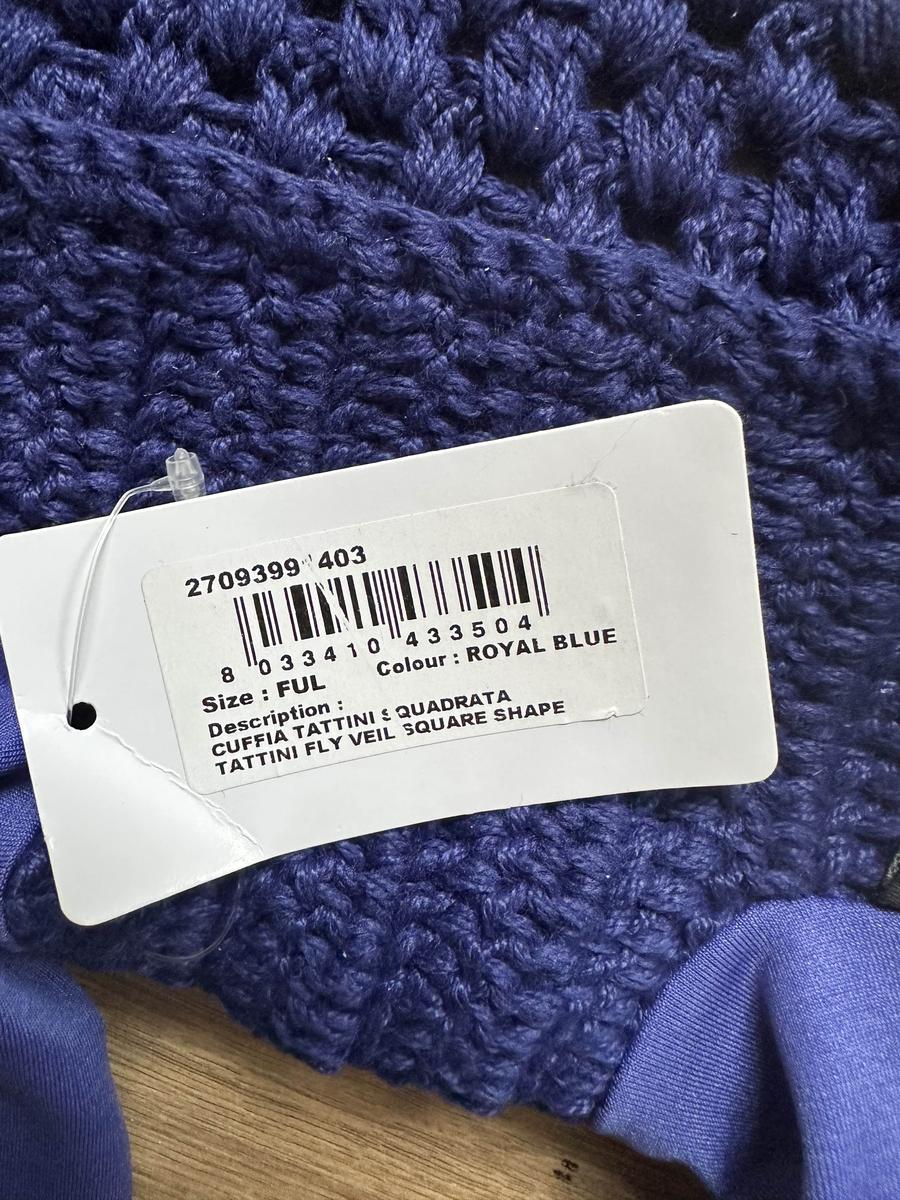 2709399 403
8 033410 433504
Size : FUL Colour : ROYAL BLUE
Description :
CUFFIA TATTINI SQUADRATA
TATTINI FLY VEIL SQUARE SHAPE